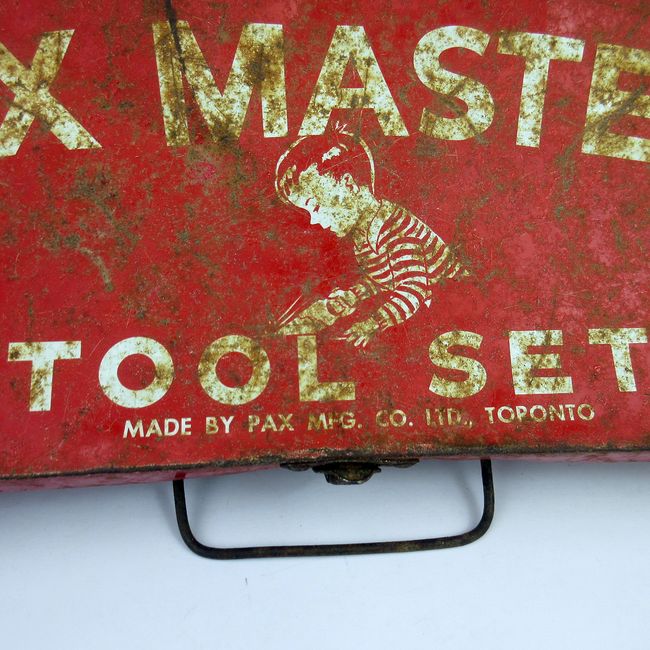 X MASTE
TOOL SET
MADE BY PAX MFG. CO. LTD., TORONTO